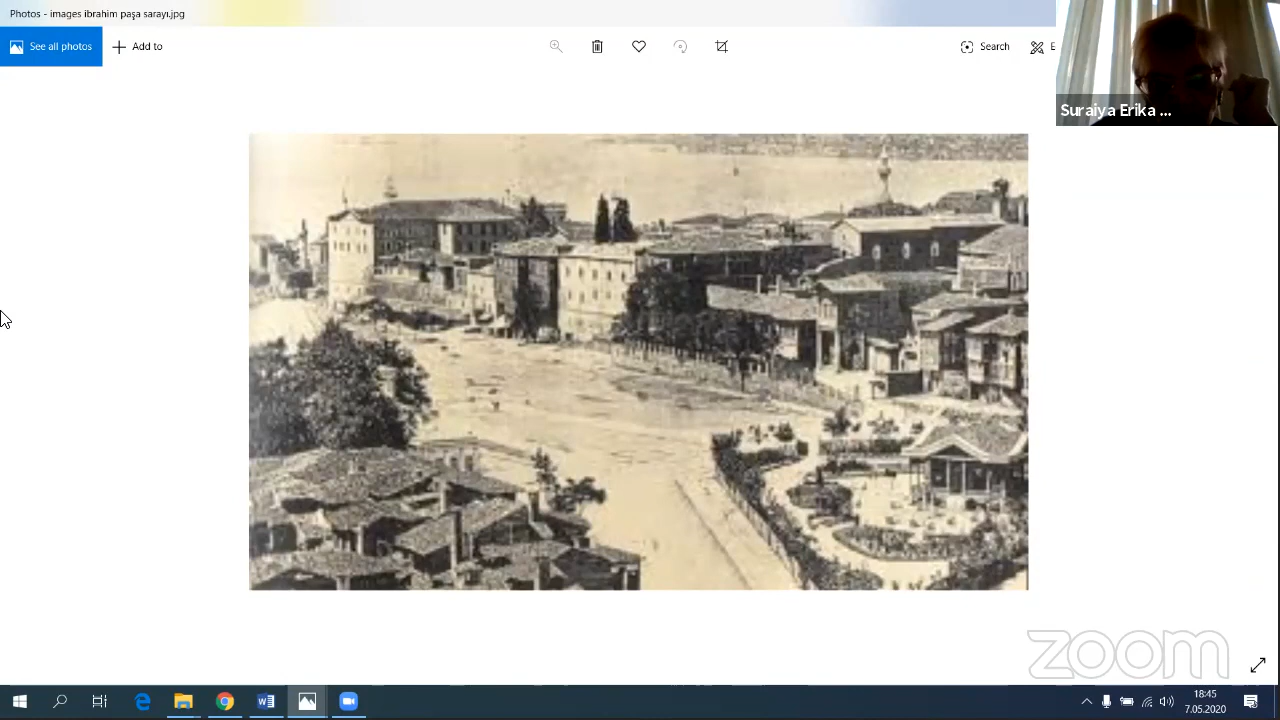 Photos - images ibrahim paşa sarayı.jpg
See all photos
Add to
Search
E
Suraiya Erika ...
zoom
18:45
7.05.2020